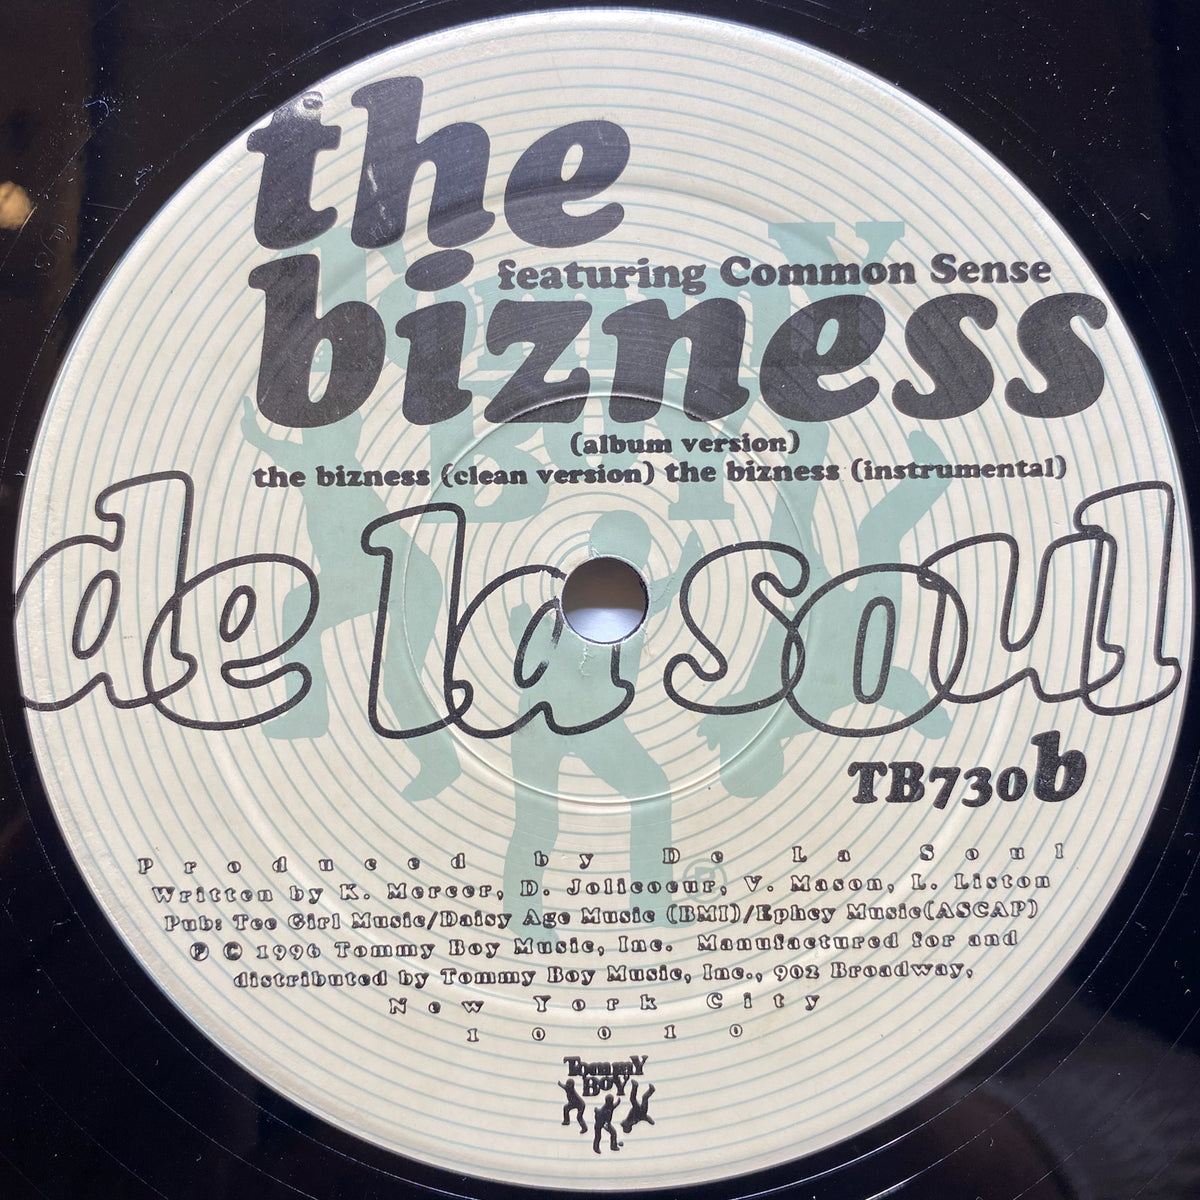 the
featuring Common Sense
bizness
(album version)
the bizness (clean version) the bizness (instrumental)
de la soul
TB730b
Produced by De La Soul
Written by K. Mercer, D. Jolicoeur, V. Mason, L. Liston
Pub: Tee Girl Music/Daisy Age Music (BMI)/Ephcy Music(ASCAP)
℗ © 1996 Tommy Boy Music, Inc. Manufactured for and
distributed by Tommy Boy Music, Inc., 902 Broadway,
New York City
10010
TommY
BoY